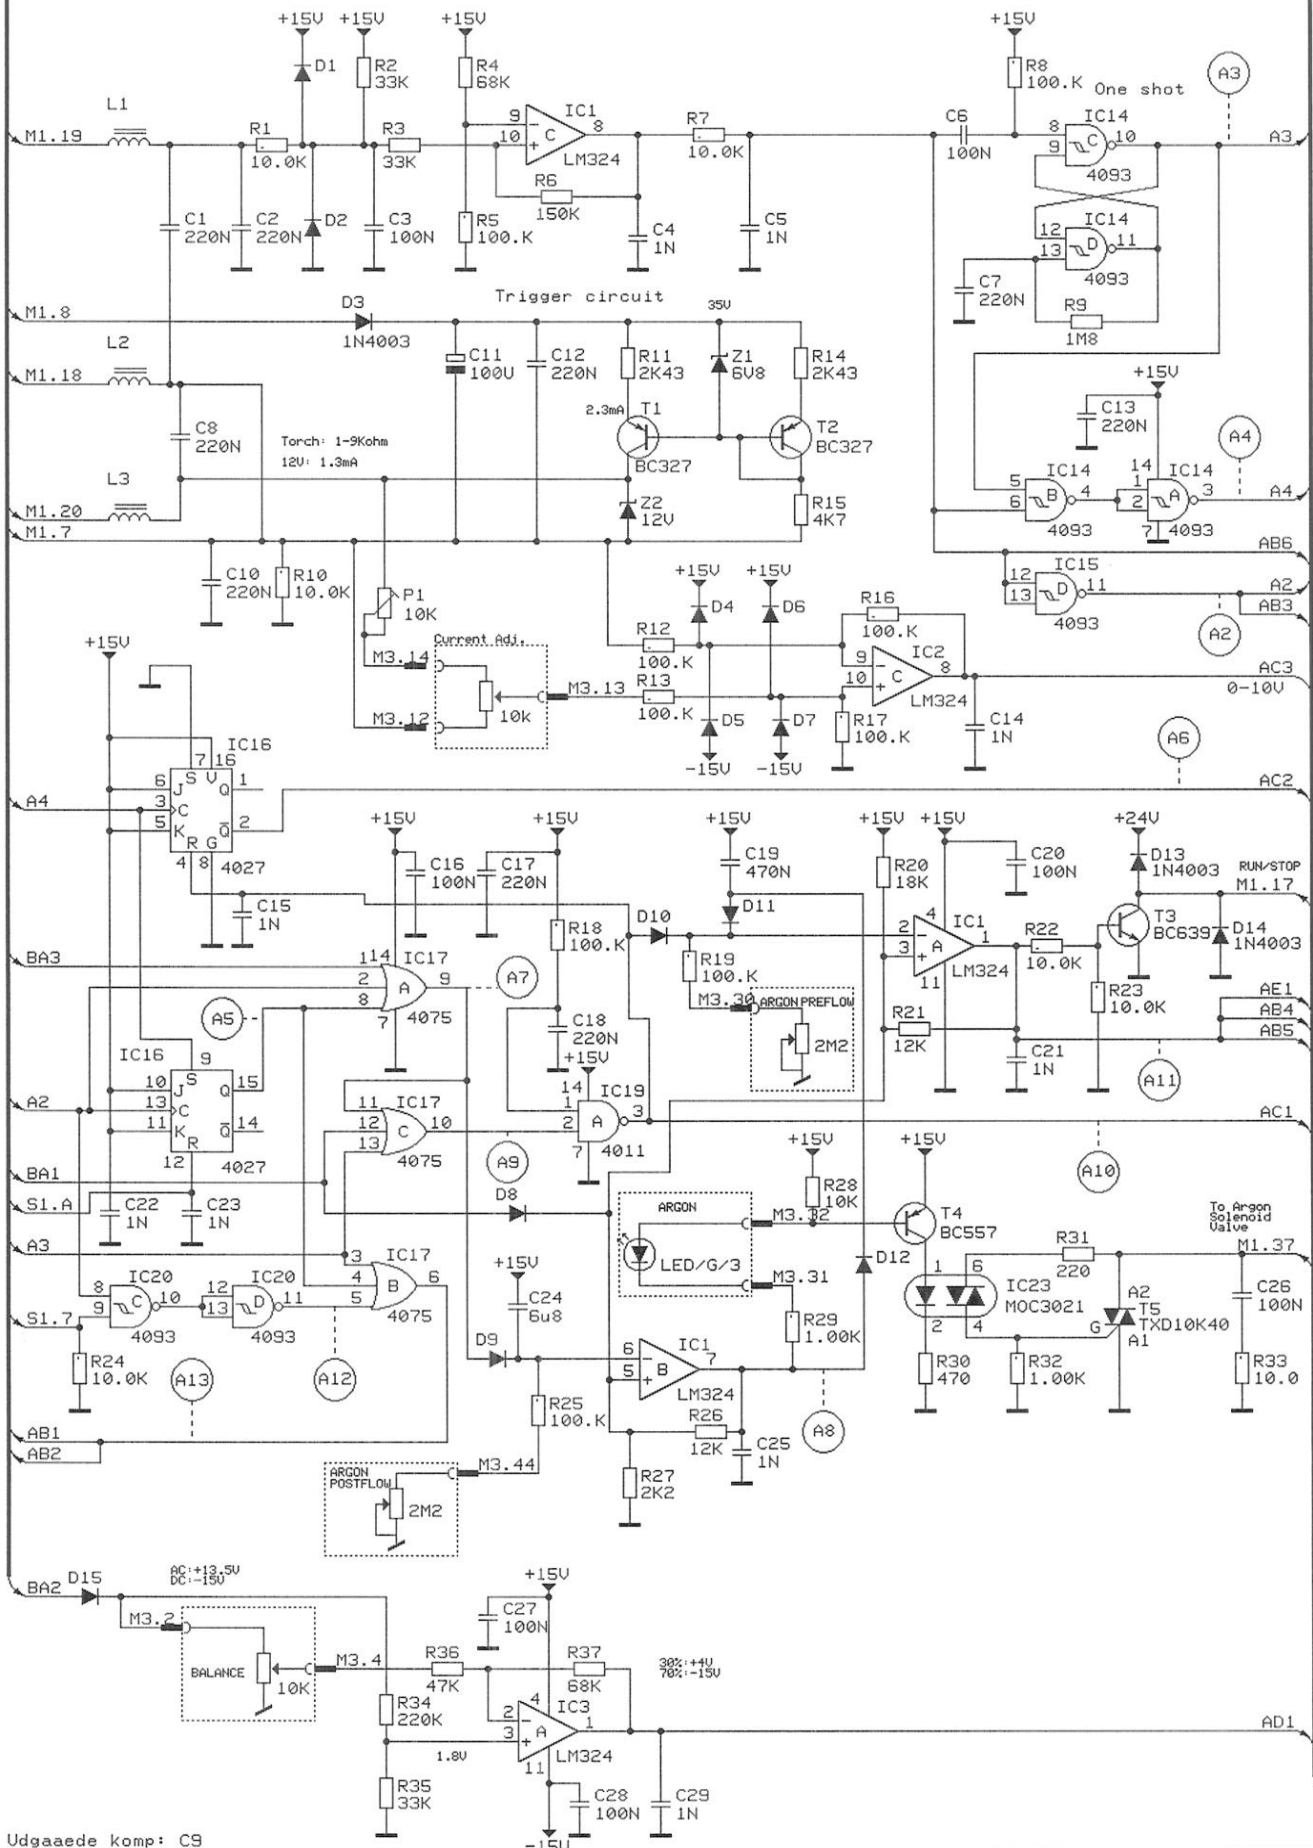 +15V +15V +15V +15V
D1 R2 33K R4 68K R8 100.K One shot A3
L1 IC1 C6 IC14
M1.19 R1 10.0K R3 33K 9 10 C 8 LM324 R7 10.0K 100N 8 9 C 10 4093 A3
R6 150K
C1 220N C2 220N D2 C3 100N R5 100.K C4 1N C5 1N 12 13 IC14 D 11 4093
C7 220N
M1.8 D3 1N4003 Trigger circuit 35V R9 1M8
L2
M1.18 C11 100U C12 220N R11 2K43 Z1 6V8 R14 2K43 +15V
C13 220N
2.3mA T1 BC327 T2 BC327 A4
C8 220N Torch: 1-9Kohm
12V: 1.3mA
L3 IC14 14 IC14
M1.20 Z2 12V R15 4K7 5 6 B 4 4093 1 2 A 3 7 4093 A4
M1.7
AB6
C10 220N R10 10.0K P1 10K +15V +15V D4 D6 R16 100.K 12 13 IC15 D 11 4093 A2
AB3
A2
+15V Current Adj. R12 100.K IC2
M3.14 9 10 C 8 LM324 AC3
0-10V
M3.12 10k M3.13 R13 100.K D5 D7 R17 100.K C14 1N
-15V -15V
A6
7 16 IC16
6 J S V Q 1
A4 3 C AC2
5 K Q 2
R G
4 8 4027
+15V +15V +15V +15V +15V +24V
C16 100N C17 220N C19 470N R20 18K C20 100N D13 1N4003 RUN/STOP
M1.17
C15 1N R18 100.K D10 D11 2 3 4 A 1 IC1 LM324 11 R22 10.0K T3 BC639 D14 1N4003
BA3 1 14 IC17
2 A 9 A7 R19 100.K
8 7 4075 M3.30 ARGON PREFLOW R23 10.0K AE1
A5 2M2 AB4
AB5
IC16 9 C18 220N R21 12K C21 1N A11
+15V
10 J S Q 15 IC17 14 IC19
A2 13 C 11 12 C 10 1 2 A 3 AC1
11 K Q 14 13 4075 7 4011
R
12 4027 A9 A10
BA1 +15V +15V
S1.A C22 1N C23 1N D8 ARGON R28 10K T4 BC557 To Argon
Solenoid
Valve
M3.32
A3 IC17 LED/G/3 D12 R31 220 M1.37
3 4 5 B 6 4075 +15V M3.31 1 6 IC23 MOC3021 2 4 C26 100N
8 9 IC20 C 10 4093 12 13 IC20 D 11 4093 C24 6u8 R29 1.00K A2 T5 TXD10K40 G A1
S1.7
R24 10.0K D9 IC1 R30 470 R32 1.00K R33 10.0
A13 A12 6 5 B 7 LM324
R25 100.K R26 12K A8
AB1 C25 1N
AB2
ARGON
POSTFLOW M3.44 R27 2K2
2M2
BA2 D15 AC:+13.5V
DC:-15V +15V
M3.2 C27 100N
BALANCE M3.4 R36 47K R37 68K 30%:+4V
70%:-15V
10K
R34 220K 4 IC3
2 3 A 1 AD1
1.8V 11 LM324
R35 33K C28 100N C29 1N
Udgaaede komp: C9 -15V